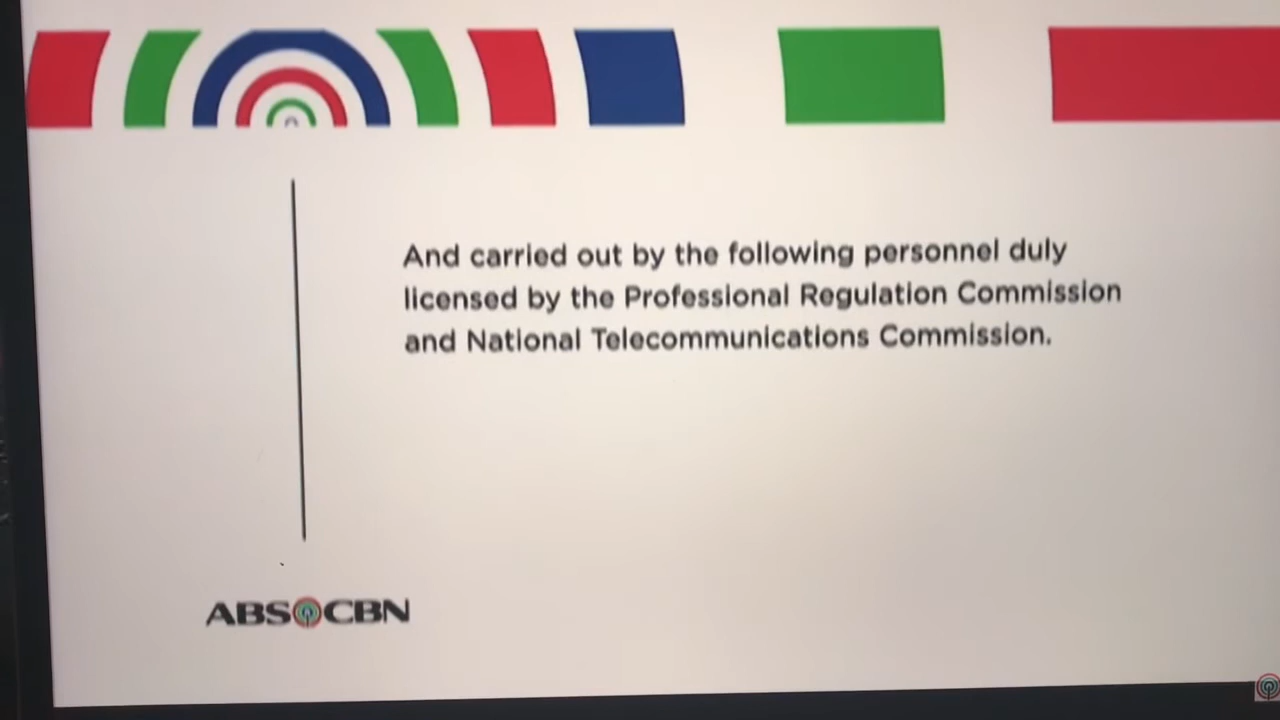 And carried out by the following personnel duly
licensed by the Professional Regulation Commission
and National Telecommunications Commission.
ABS CBN